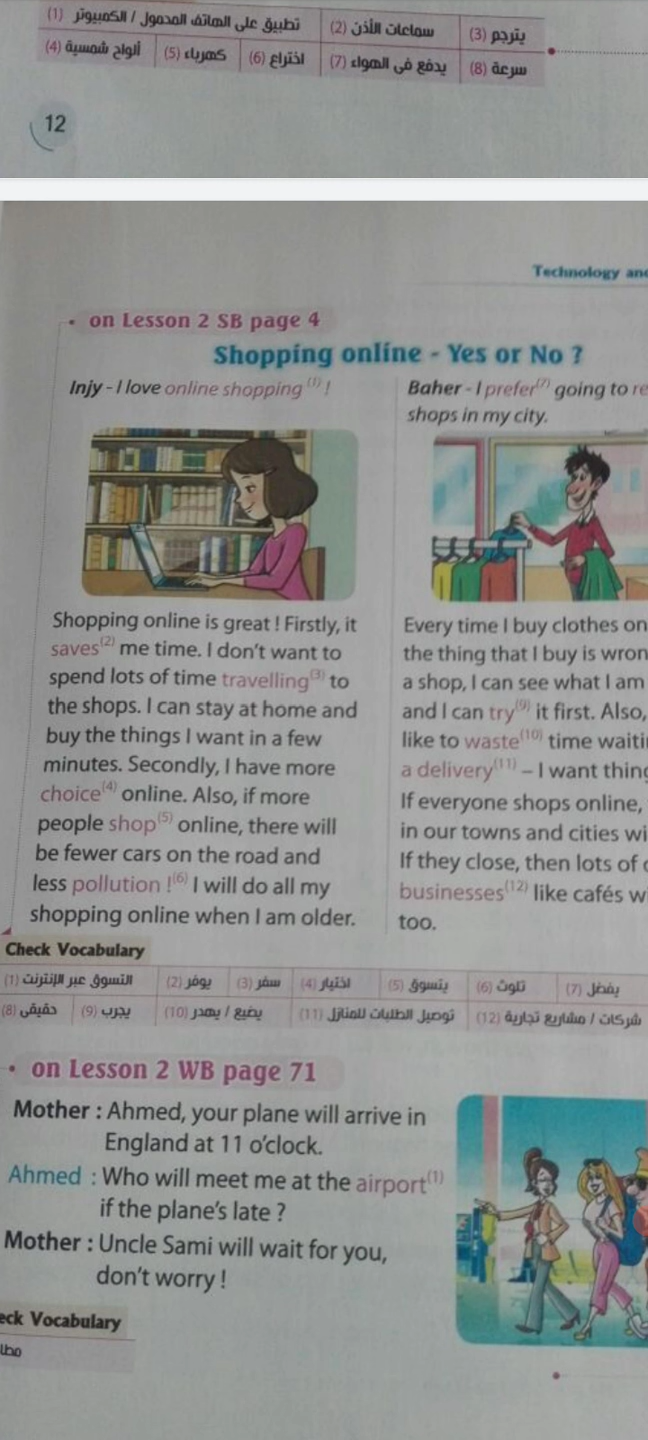 (1) تطبيق على الهاتف المحمول / الكمبيوتر (2) سماعات الأذن (3) يترجم
(4) ألواح شمسية (5) كهرباء (6) اختراع (7) يدفع في الهواء (8) سرعة
12
Technology an
• on Lesson 2 SB page 4
Shopping online - Yes or No ?
Injy - I love online shopping (1) !
Shopping online is great ! Firstly, it
saves(2) me time. I don't want to
spend lots of time travelling(3) to
the shops. I can stay at home and
buy the things I want in a few
minutes. Secondly, I have more
choice(4) online. Also, if more
people shop(5) online, there will
be fewer cars on the road and
less pollution !(6) I will do all my
shopping online when I am older.
Baher - I prefer(7) going to re
shops in my city.
Every time I buy clothes on
the thing that I buy is wron
a shop, I can see what I am
and I can try(9) it first. Also,
like to waste(10) time waiti
a delivery(11) – I want thing
If everyone shops online,
in our towns and cities wi
If they close, then lots of
businesses(12) like cafés w
too.
Check Vocabulary
(1) التسوق عبر الإنترنت (2) يوفر (3) سفر (4) اختيار (5) يتسوق (6) تلوث (7) يفضل
(8) حقيقي (9) يجرب (10) يضيع / يهدر (11) توصيل الطلبات للمنازل (12) شركات / مشاريع تجارية
• on Lesson 2 WB page 71
Mother : Ahmed, your plane will arrive in
England at 11 o'clock.
Ahmed : Who will meet me at the airport(1)
if the plane's late ?
Mother : Uncle Sami will wait for you,
don't worry !
eck Vocabulary
مطا